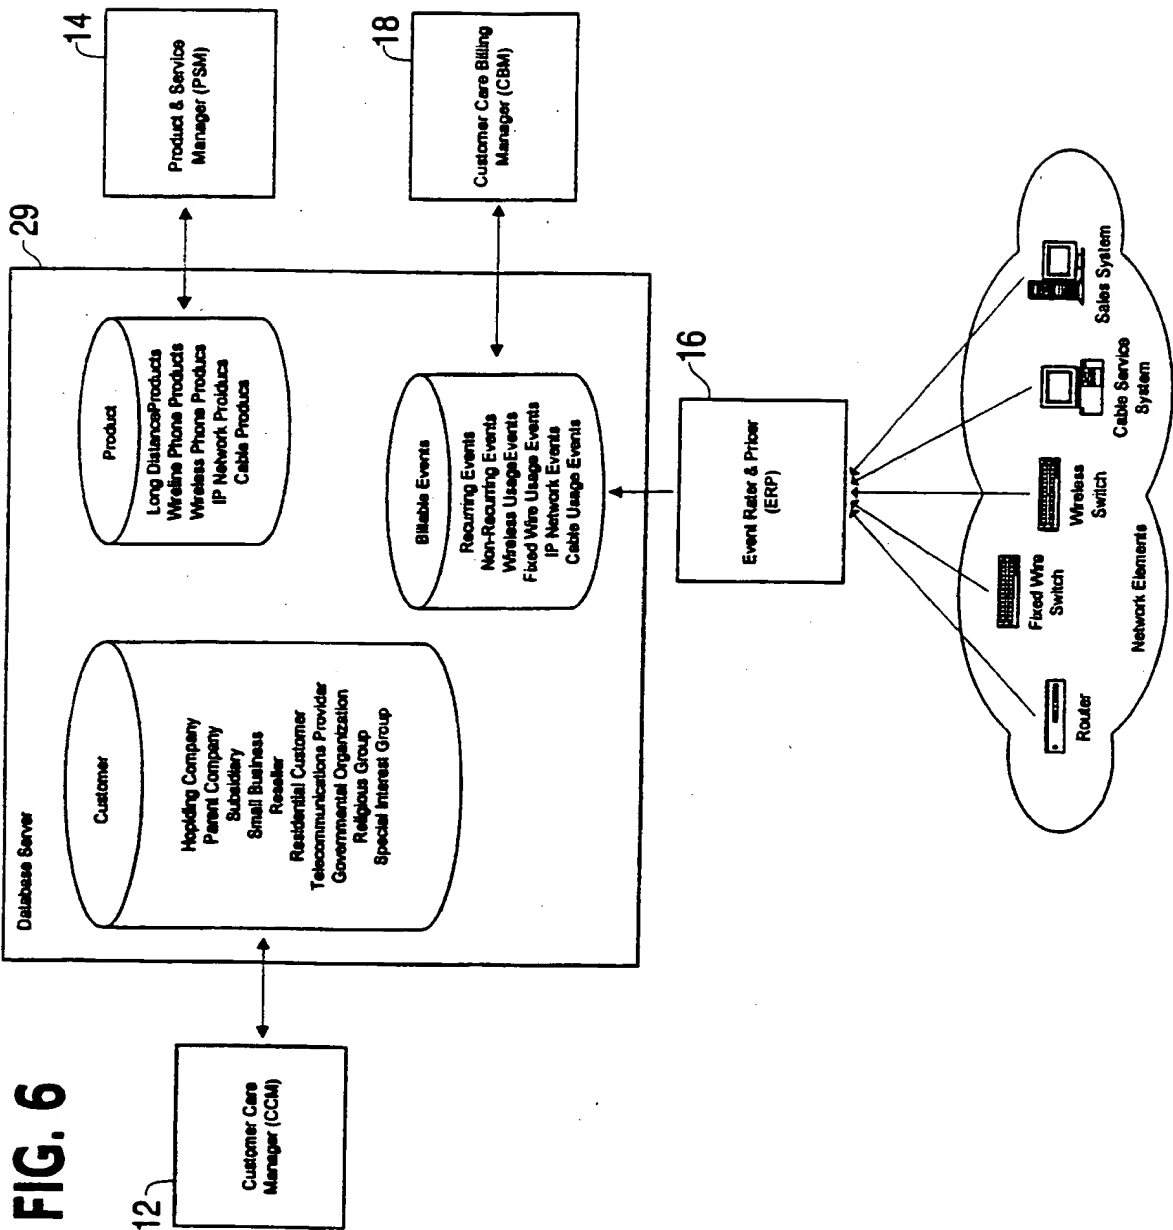 FIG. 6
12
Customer Care
Manager (CCM)
29
Database Server
Customer
Hoplding Company
Parent Company
Subsidiary
Small Business
Reseller
Residential Customer
Telecommunications Provider
Governmental Organization
Religious Group
Special Interest Group
Product
Long DistanceProducts
Wireline Phone Products
Wireless Phone Producs
IP Network Prolducs
Cable Producs
Billable Events
Recurring Events
Non-Recurring Events
Wireless UsageEvents
Fixed Wire Usage Events
IP Network Events
Cable Usage Events
14
Product & Service
Manager (PSM)
18
Customer Care Billing
Manager (CBM)
16
Event Rater & Pricer
(ERP)
Router
Fixed Wire
Switch
Wireless
Switch
Cable Service
System
Sales System
Network Elements